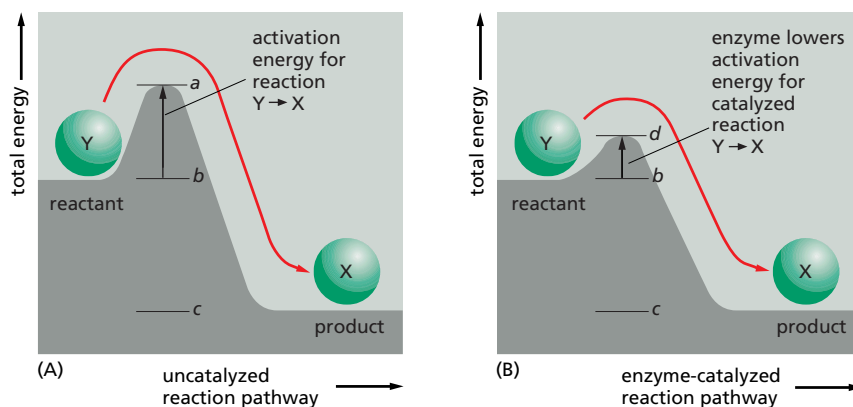 total energy
Y
reactant
a
b
c
activation
energy for
reaction
Y → X
X
product
(A)
uncatalyzed
reaction pathway
total energy
Y
reactant
d
b
c
enzyme lowers
activation
energy for
catalyzed
reaction
Y → X
X
product
(B)
enzyme-catalyzed
reaction pathway